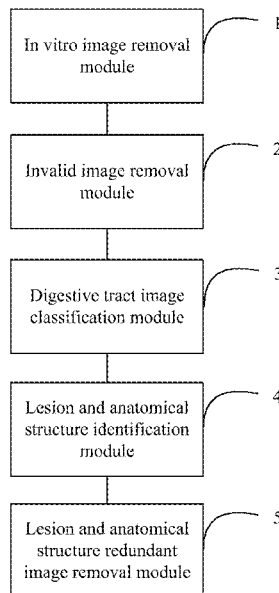 In vitro image removal
module
1
Invalid image removal
module
2
Digestive tract image
classification module
3
Lesion and anatomical
structure identification
module
4
Lesion and anatomical
structure redundant
image removal module
5